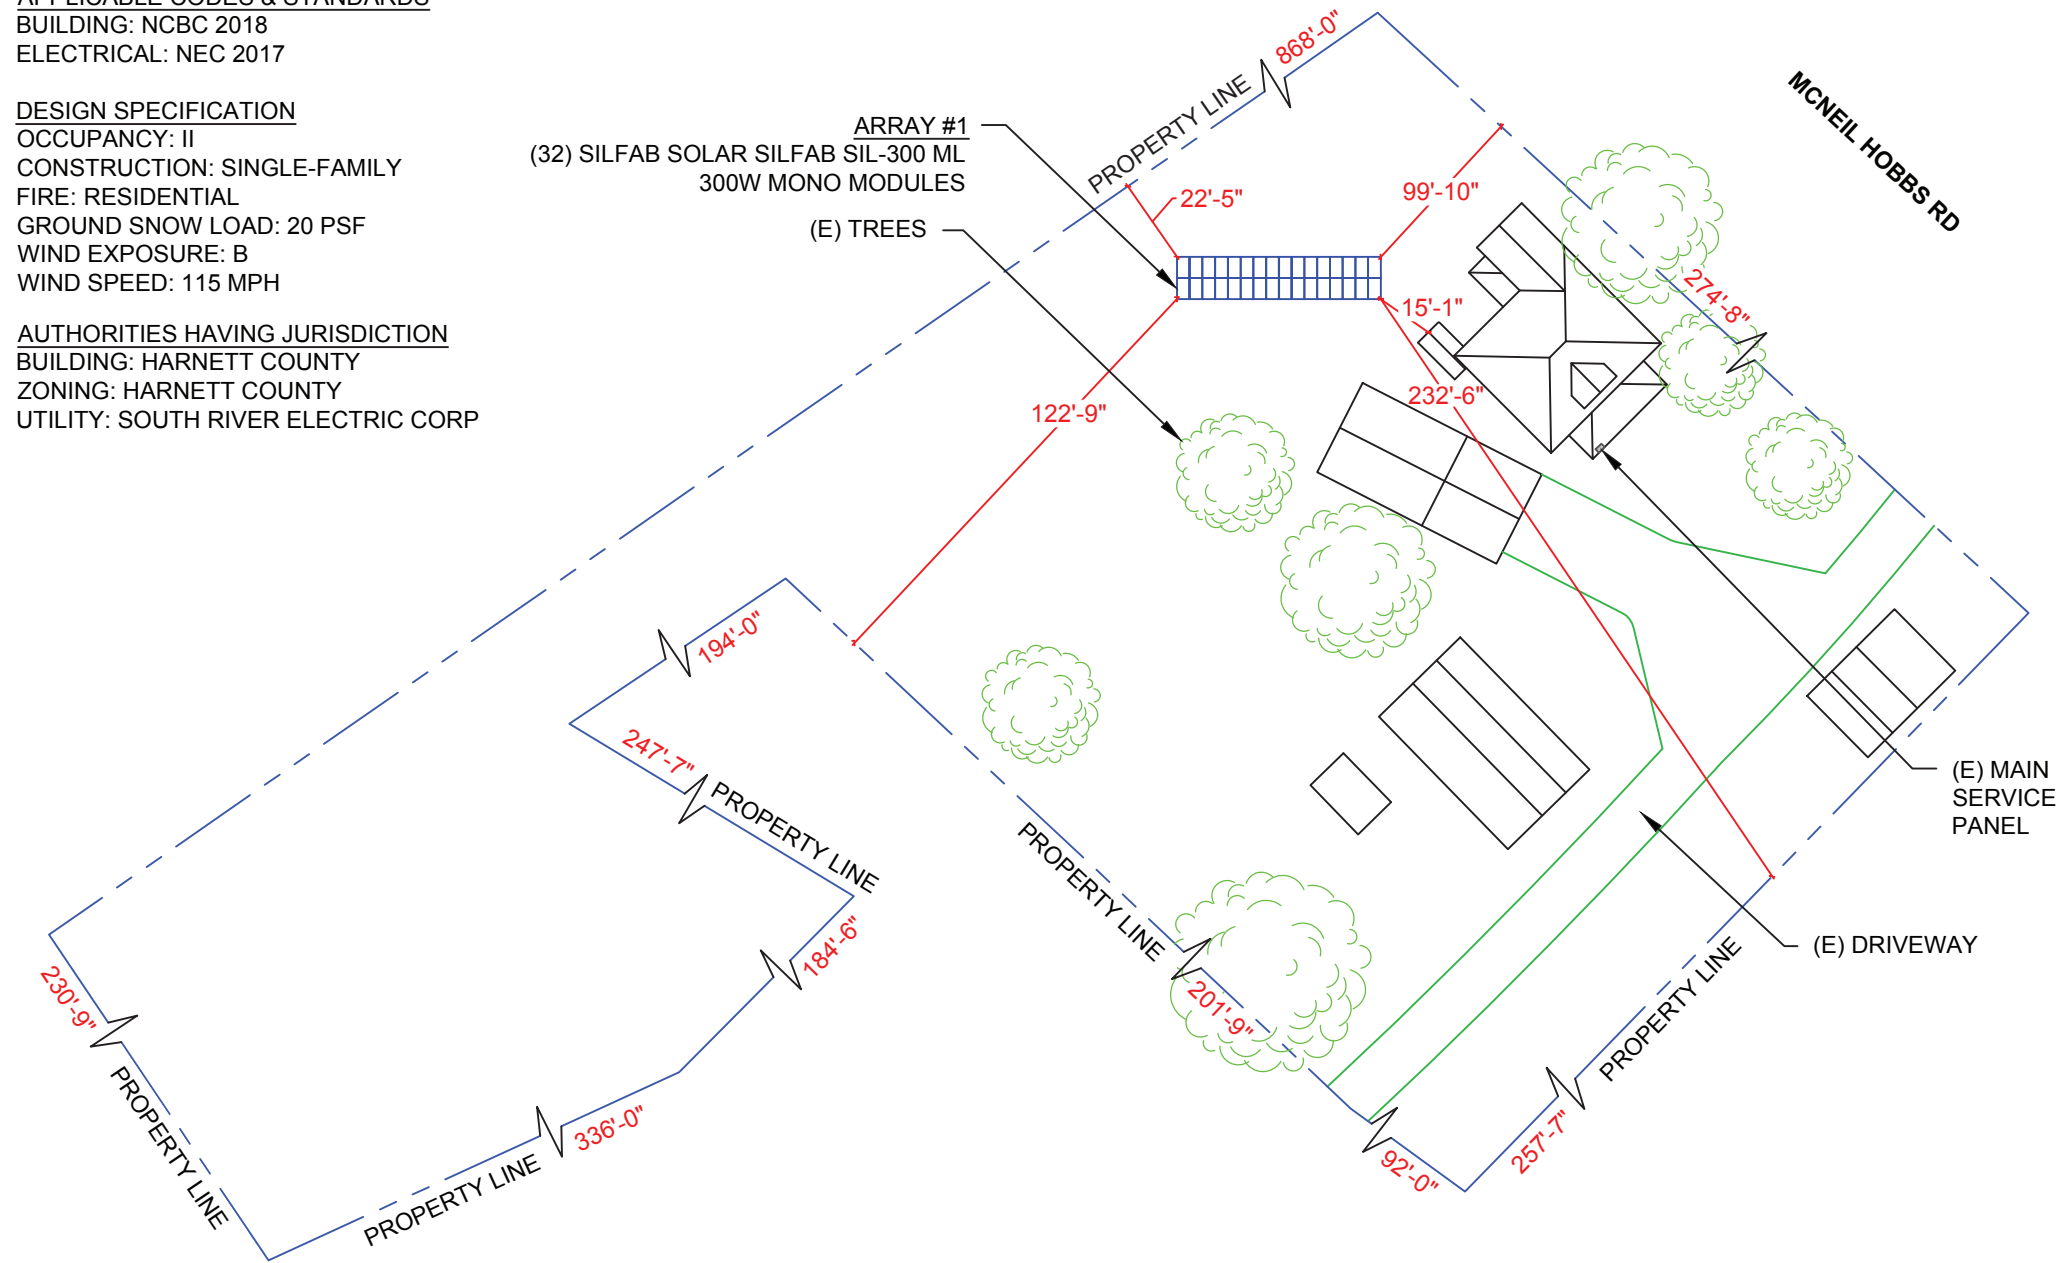 APPLICABLE CODES & STANDARDS
BUILDING: NCBC 2018
ELECTRICAL: NEC 2017
DESIGN SPECIFICATION
OCCUPANCY: II
CONSTRUCTION: SINGLE-FAMILY
FIRE: RESIDENTIAL
GROUND SNOW LOAD: 20 PSF
WIND EXPOSURE: B
WIND SPEED: 115 MPH
AUTHORITIES HAVING JURISDICTION
BUILDING: HARNETT COUNTY
ZONING: HARNETT COUNTY
UTILITY: SOUTH RIVER ELECTRIC CORP
ARRAY #1
(32) SILFAB SOLAR SILFAB SIL-300 ML
300W MONO MODULES
(E) TREES
PROPERTY LINE
868'-0"
MCNEIL HOBBS RD
22'-5"
99'-10"
274'-8"
15'-1"
232'-6"
122'-9"
194'-0"
247'-7"
PROPERTY LINE
184'-6"
230'-9"
PROPERTY LINE
336'-0"
PROPERTY LINE
PROPERTY LINE
201'-9"
92'-0"
257'-7"
PROPERTY LINE
(E) MAIN
SERVICE
PANEL
(E) DRIVEWAY